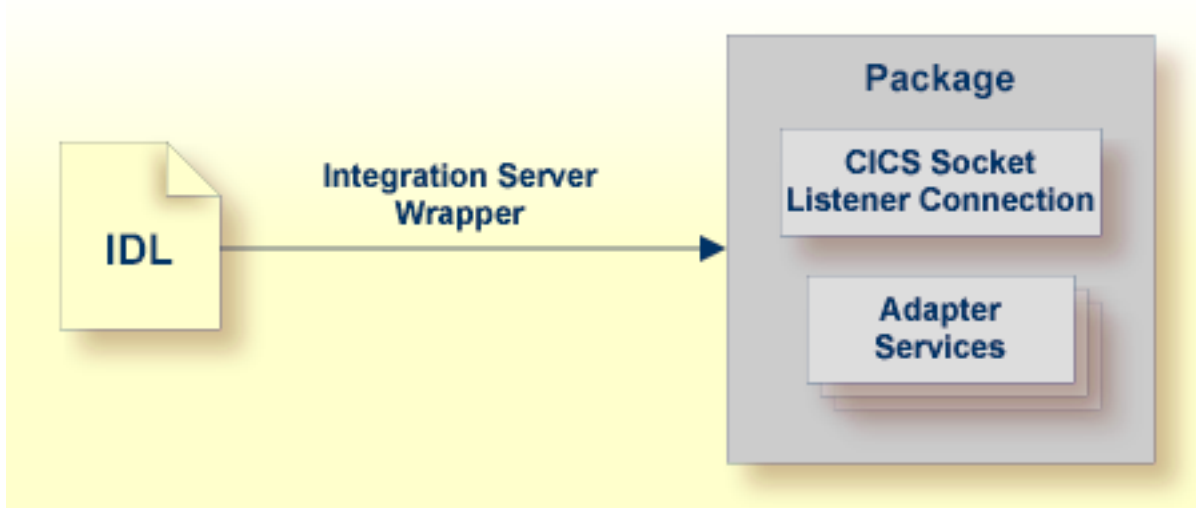 Package
CICS Socket
Listener Connection
Integration Server
Wrapper
IDL
Adapter
Services